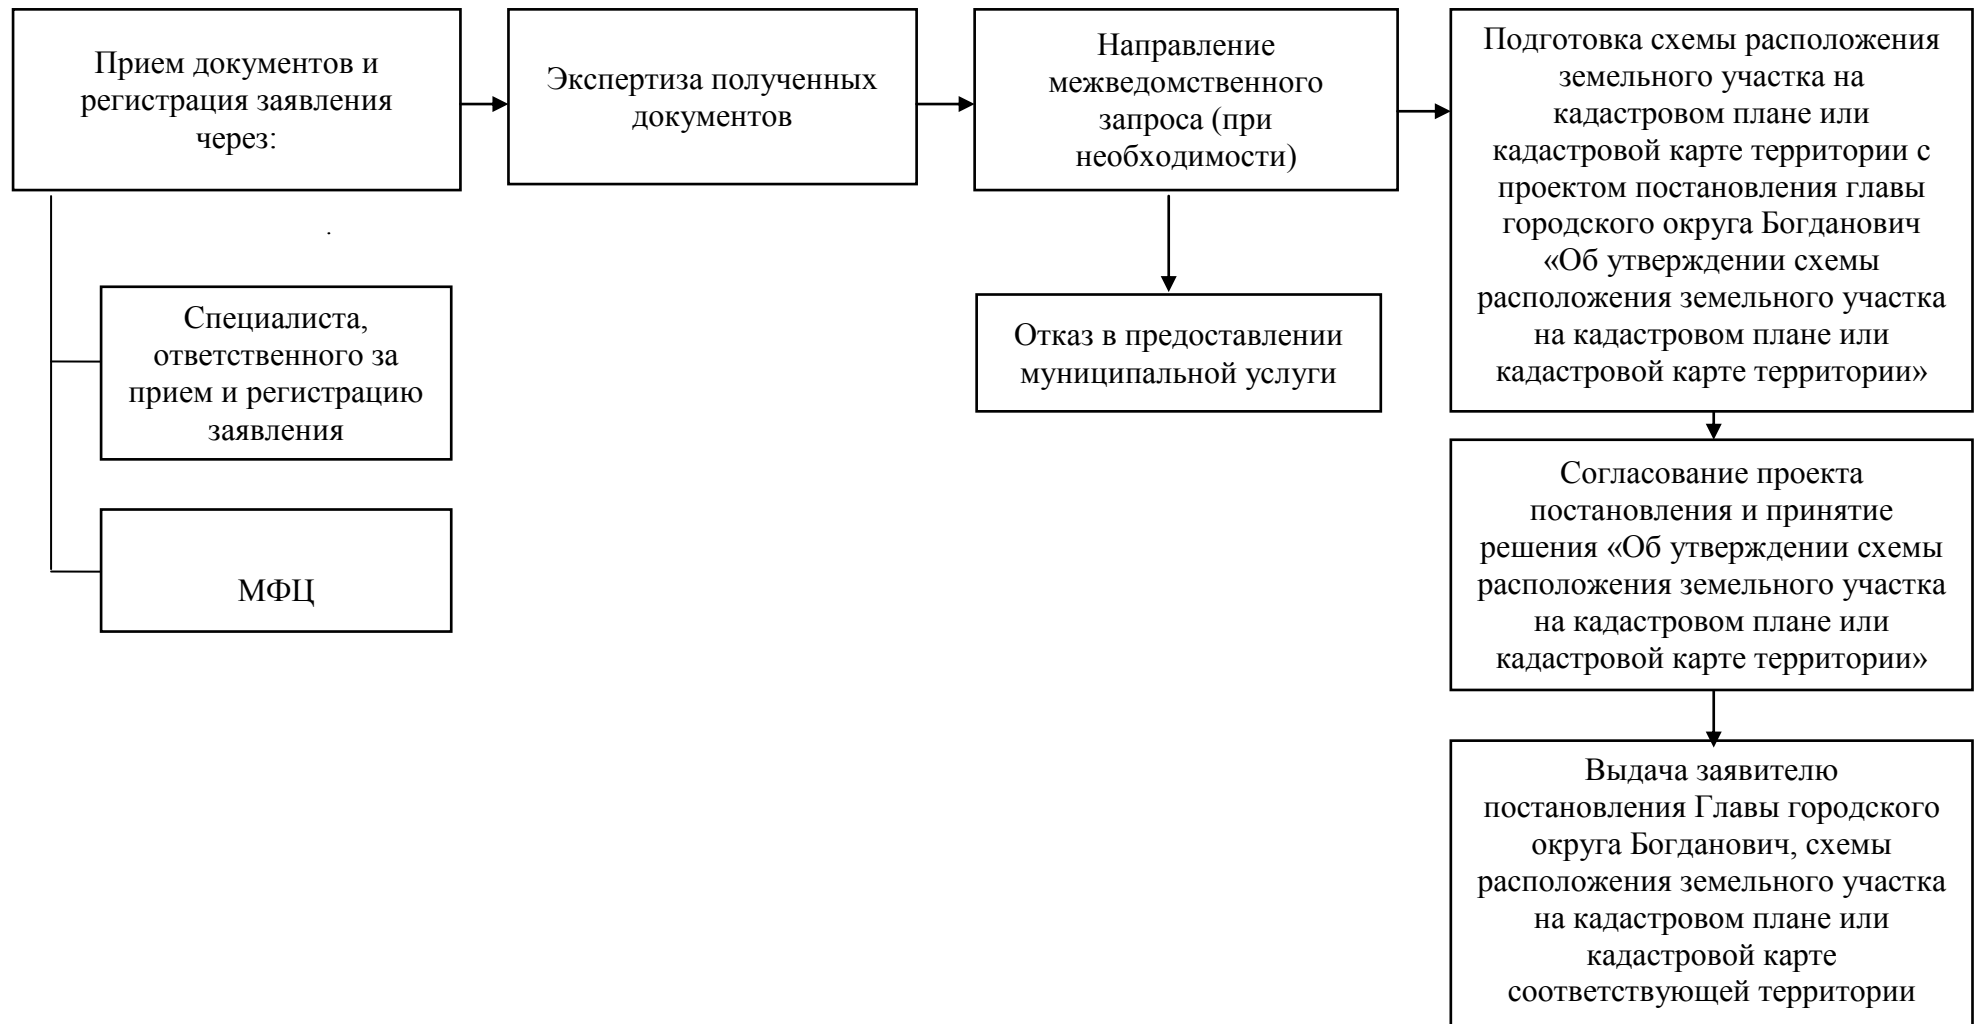 Прием документов и
регистрация заявления
через:
Экспертиза полученных
документов
Направление
межведомственного
запроса (при
необходимости)
Подготовка схемы расположения
земельного участка на
кадастровом плане или
кадастровой карте территории с
проектом постановления главы
городского округа Богданович
«Об утверждении схемы
расположения земельного участка
на кадастровом плане или
кадастровой карте территории»
Специалиста,
ответственного за
прием и регистрацию
заявления
МФЦ
Отказ в предоставлении
муниципальной услуги
Согласование проекта
постановления и принятие
решения «Об утверждении схемы
расположения земельного участка
на кадастровом плане или
кадастровой карте территории»
Выдача заявителю
постановления Главы городского
округа Богданович, схемы
расположения земельного участка
на кадастровом плане или
кадастровой карте
соответствующей территории